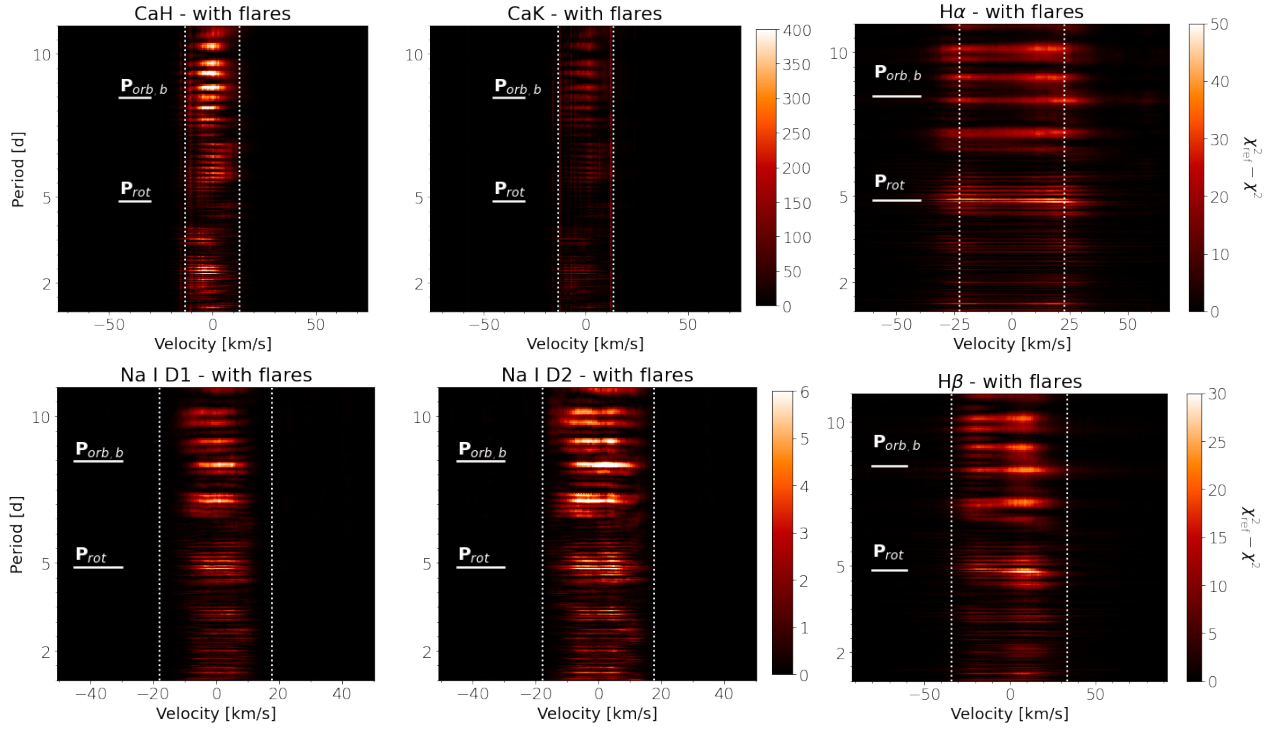 CaH - with flares
CaK - with flares
Hα - with flares
Period [d]
10
5
2
P_orb, b
P_rot
−50 0 50
Velocity [km/s]
P_orb, b
P_rot
10
5
2
−50 0 50
Velocity [km/s]
400
350
300
250
200
150
100
50
0
P_orb, b
P_rot
10
5
2
−50 −25 0 25 50
Velocity [km/s]
50
40
30
20
10
0
χ²_ref − χ²
Na I D1 - with flares
Na I D2 - with flares
Hβ - with flares
Period [d]
10
5
2
P_orb, b
P_rot
−40 −20 0 20 40
Velocity [km/s]
10
5
2
P_orb, b
P_rot
−40 −20 0 20 40
Velocity [km/s]
6
5
4
3
2
1
0
10
5
2
P_orb, b
P_rot
0 50
−50
Velocity [km/s]
30
25
20
15
10
5
0
χ²_ref − χ²